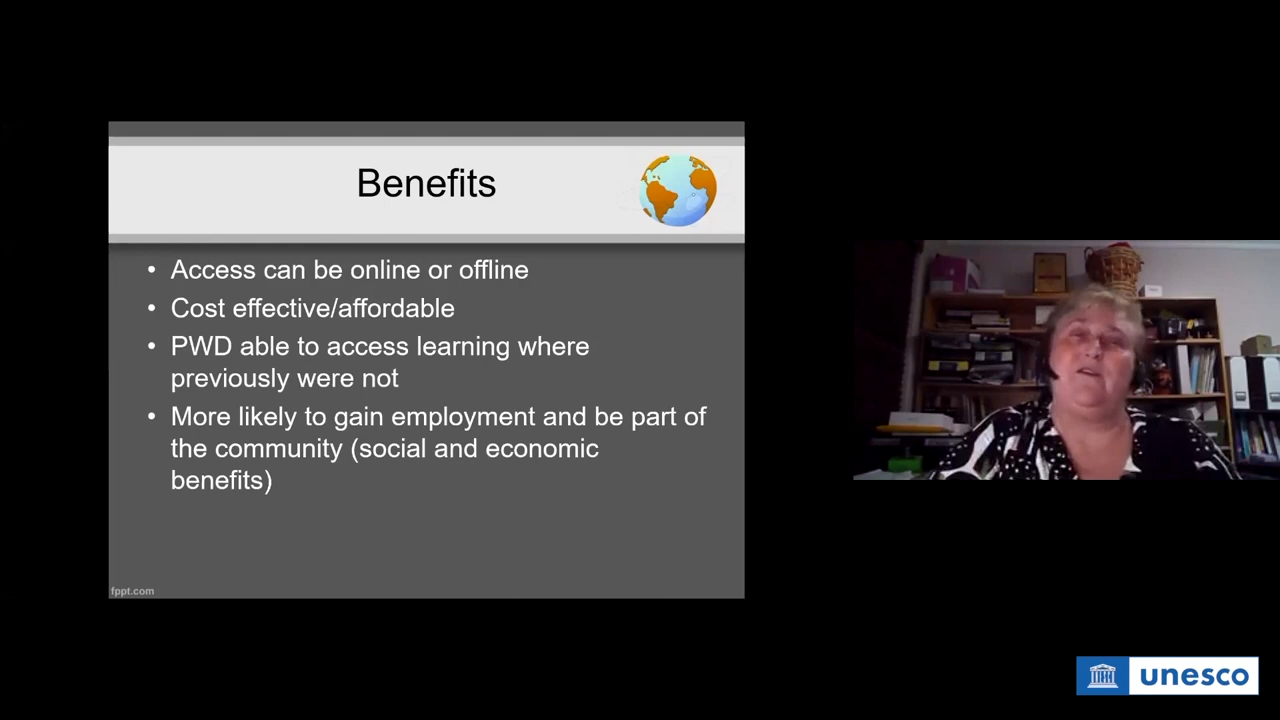 Benefits
• Access can be online or offline
• Cost effective/affordable
• PWD able to access learning where
previously were not
• More likely to gain employment and be part of
the community (social and economic
benefits)
fppt.com
unesco